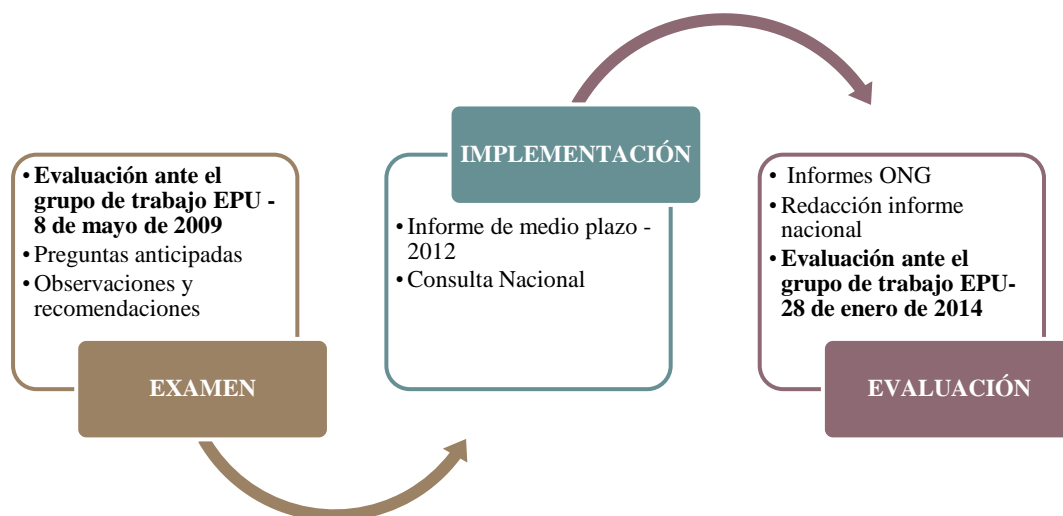 • Evaluación ante el
grupo de trabajo EPU -
8 de mayo de 2009
• Preguntas anticipadas
• Observaciones y
recomendaciones
EXAMEN
IMPLEMENTACIÓN
• Informe de medio plazo -
2012
• Consulta Nacional
• Informes ONG
• Redacción informe
nacional
• Evaluación ante el
grupo de trabajo EPU-
28 de enero de 2014
EVALUACIÓN